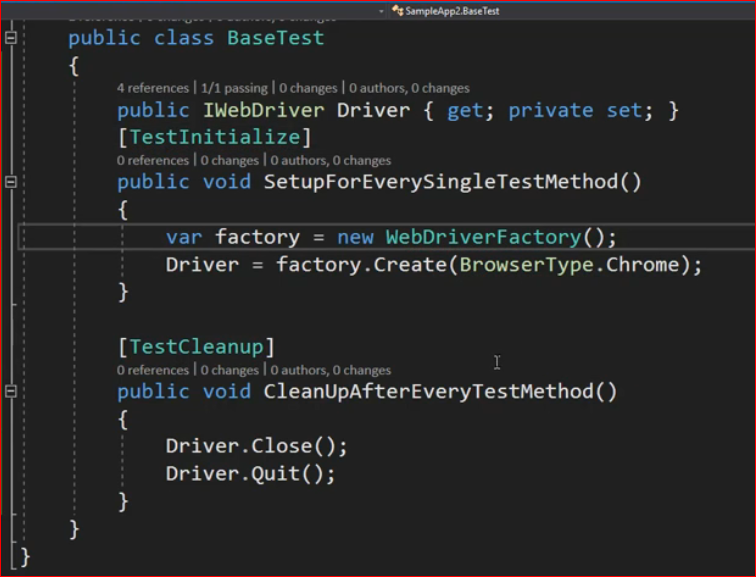 SampleApp2.BaseTest
public class BaseTest
{
4 references | 1/1 passing | 0 changes | 0 authors, 0 changes
public IWebDriver Driver { get; private set; }
[TestInitialize]
0 references | 0 changes | 0 authors, 0 changes
public void SetupForEverySingleTestMethod()
{
var factory = new WebDriverFactory();
Driver = factory.Create(BrowserType.Chrome);
}
[TestCleanup]
0 references | 0 changes | 0 authors, 0 changes
public void CleanUpAfterEveryTestMethod()
{
Driver.Close();
Driver.Quit();
}
}
}